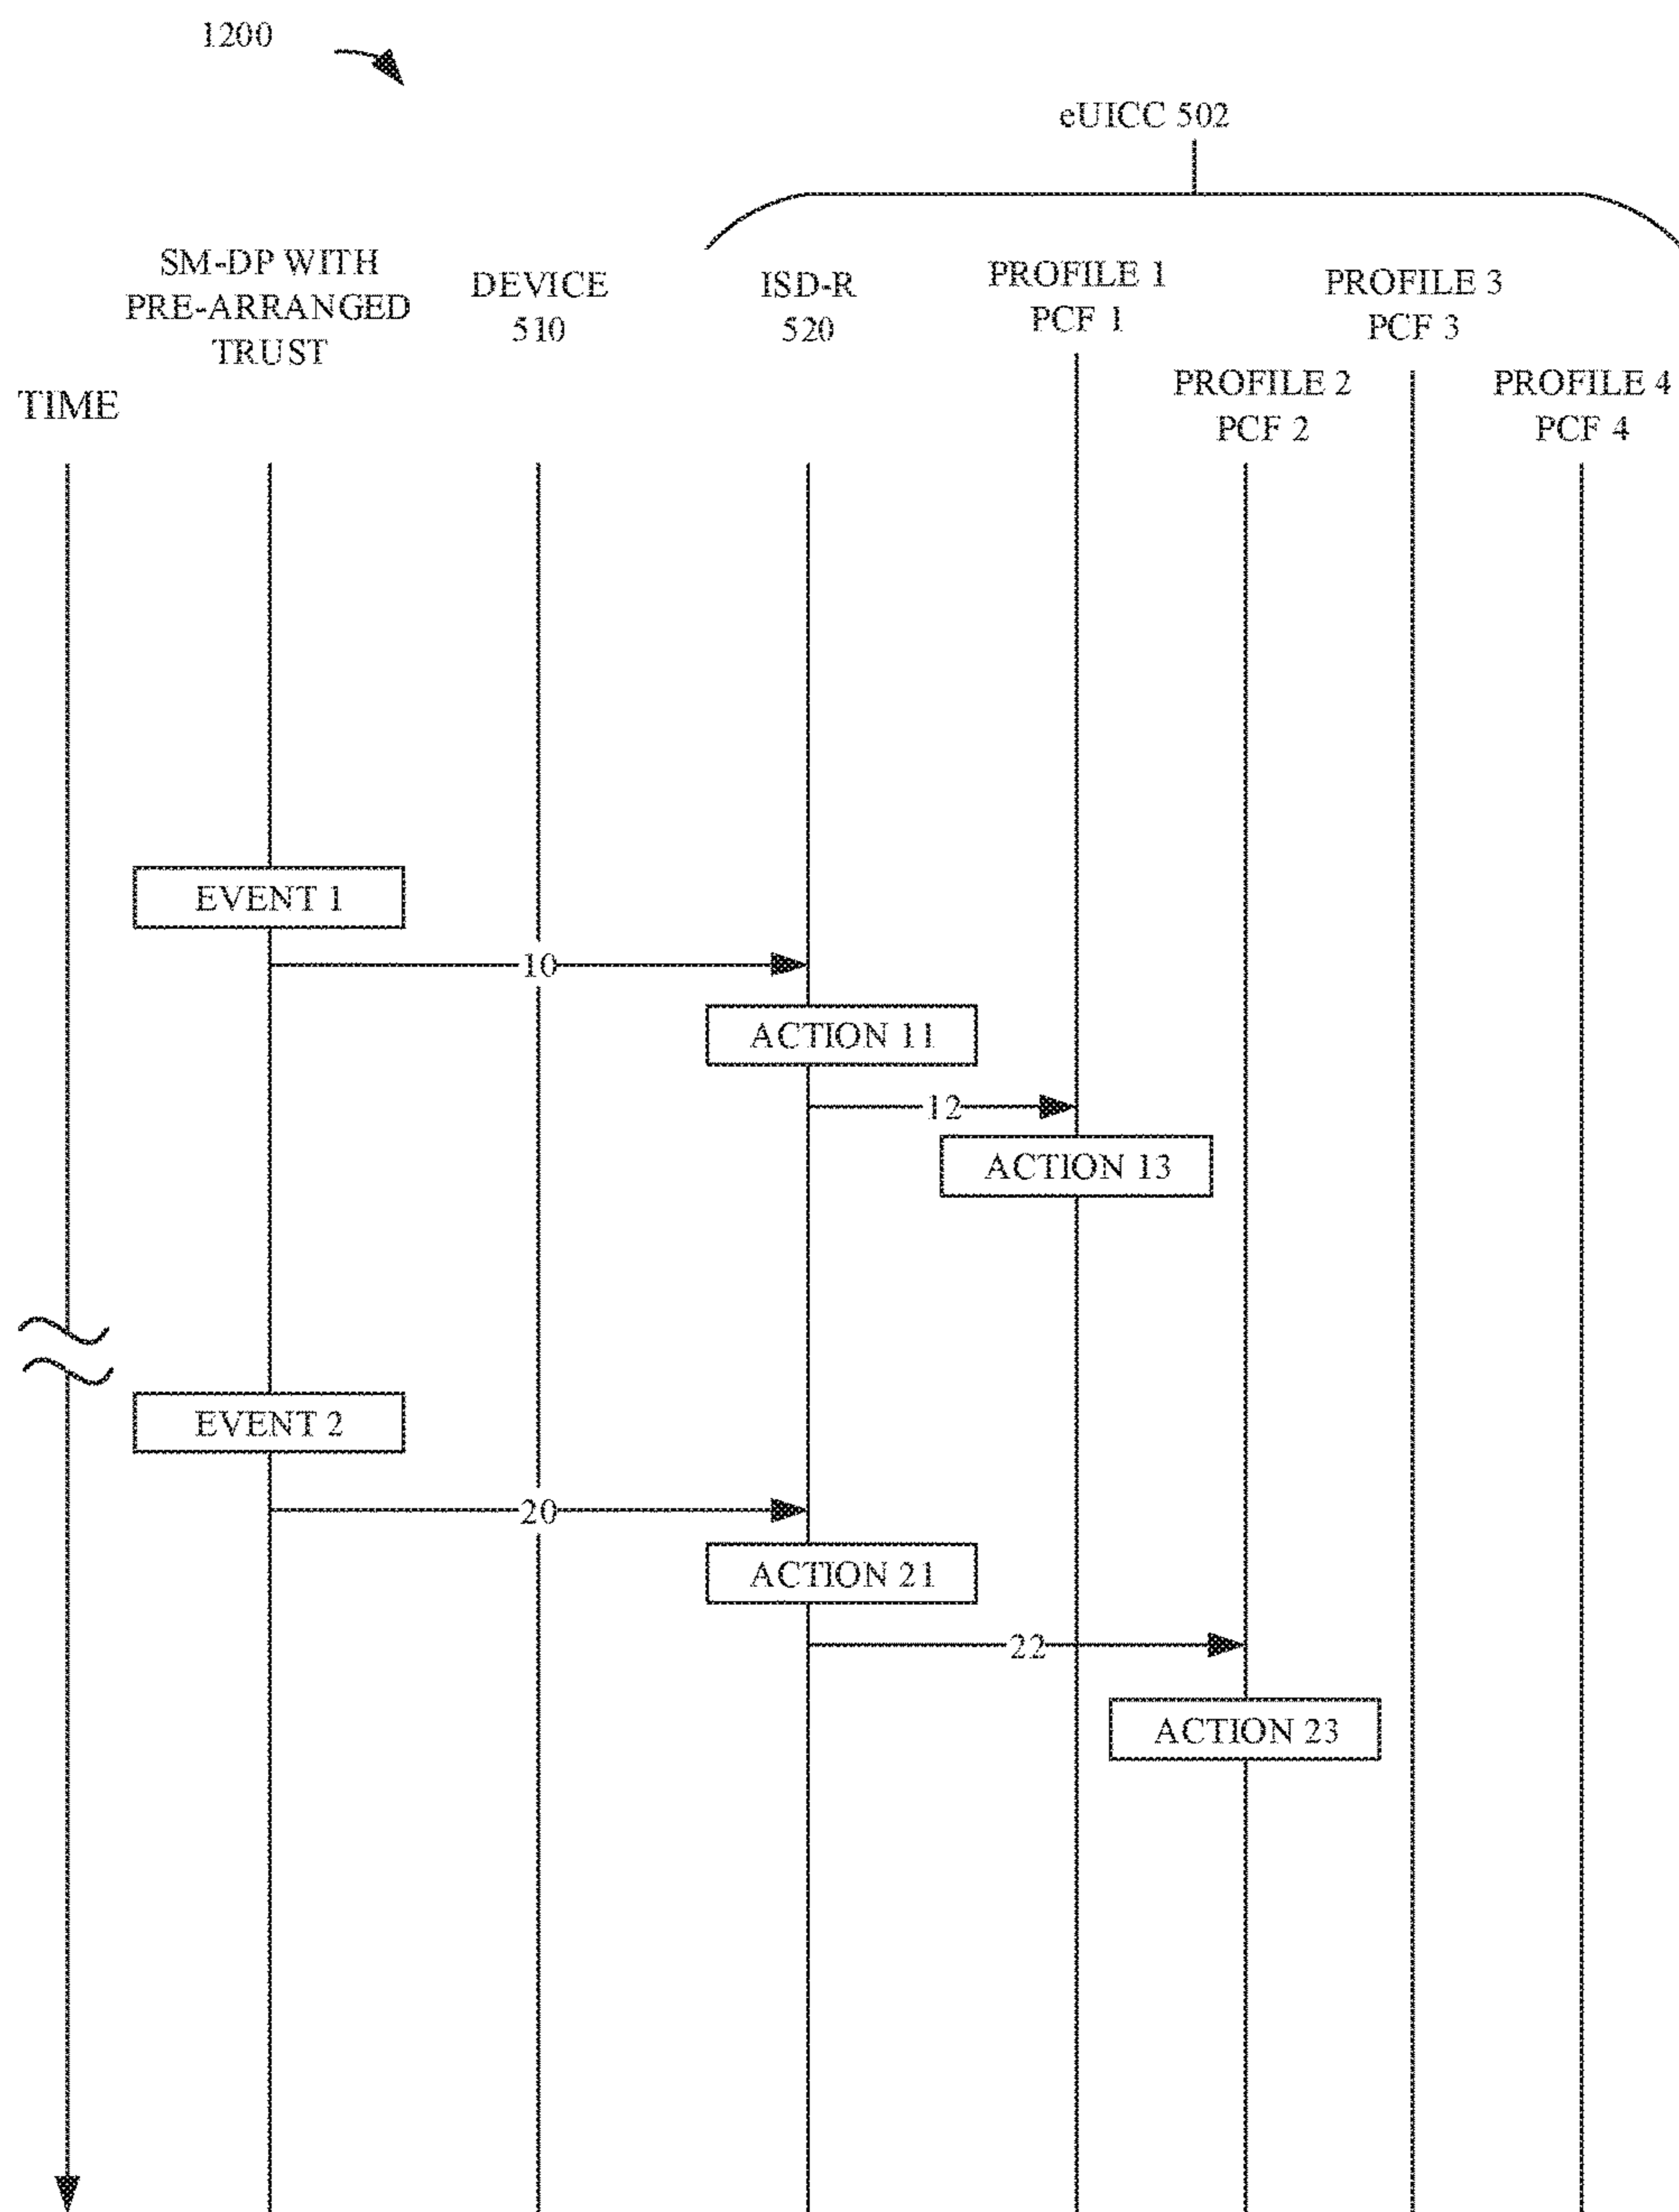 1200
eUICC 502
SM-DP WITH
PRE-ARRANGED
TRUST
DEVICE
510
ISD-R
520
PROFILE 1
PCF 1
PROFILE 3
PCF 3
PROFILE 2
PCF 2
PROFILE 4
PCF 4
TIME
EVENT 1
10
ACTION 11
12
ACTION 13
EVENT 2
20
ACTION 21
22
ACTION 23